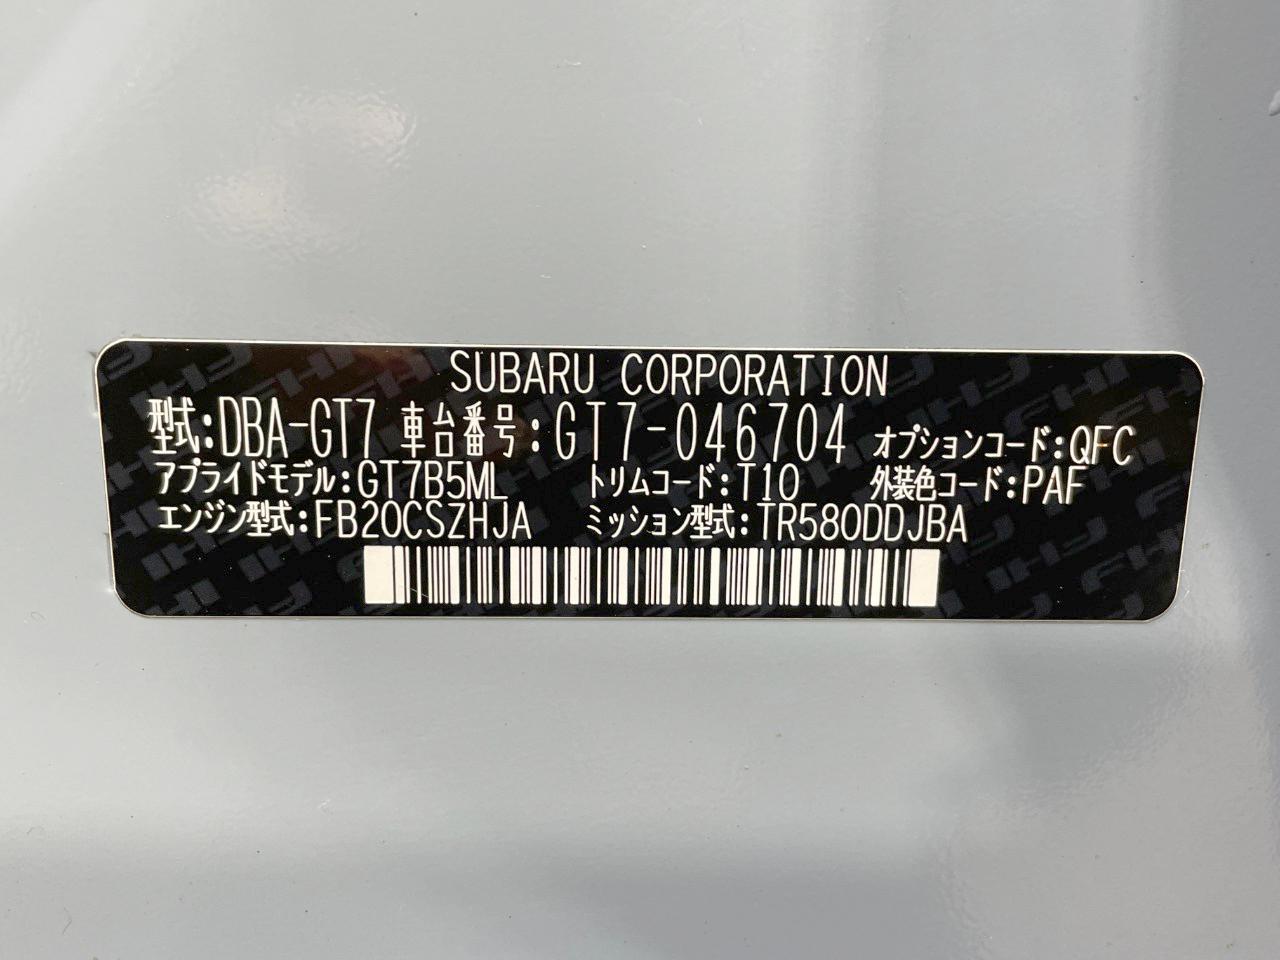 SUBARU CORPORATION
型式:DBA-GT7 車台番号:GT7-046704 オプションコード:QFC
アプライドモデル:GT7B5ML トリムコード:T10 外装色コード:PAF
エンジン型式:FB20CSZHJA ミッション型式:TR580DDJBA